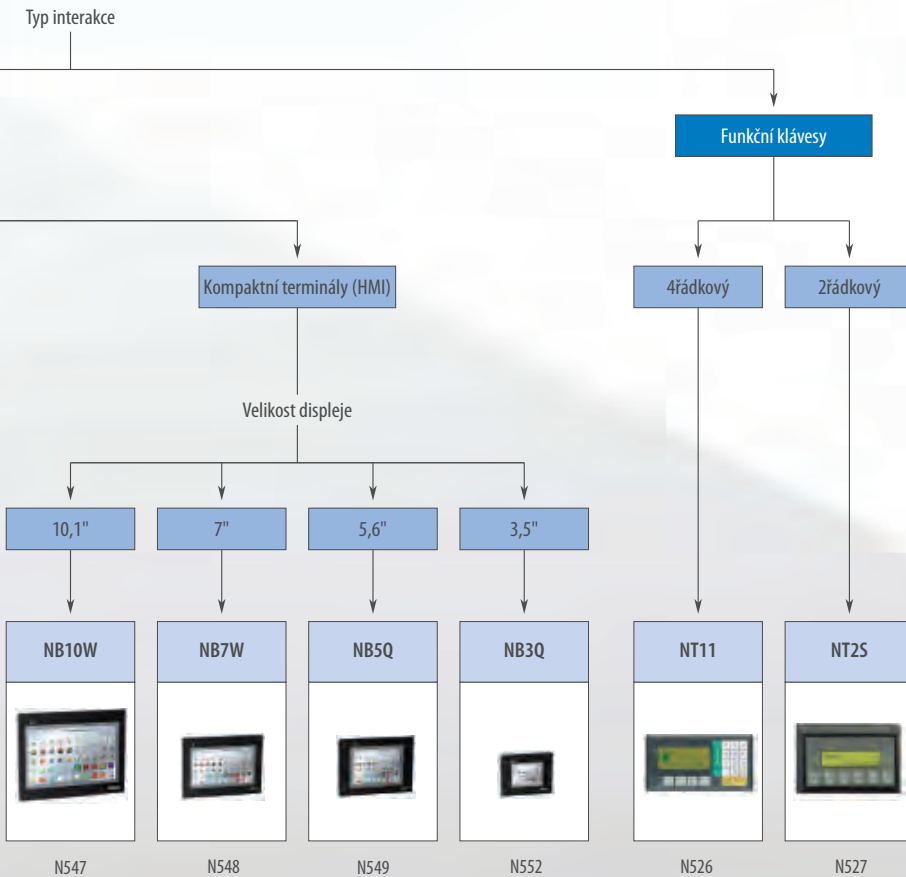 Typ interakce
Funkční klávesy
Kompaktní terminály (HMI)
4řádkový
2řádkový
Velikost displeje
10,1"
7"
5,6"
3,5"
NB10W
NB7W
NB5Q
NB3Q
NT11
NT2S
N547
N548
N549
N552
N526
N527